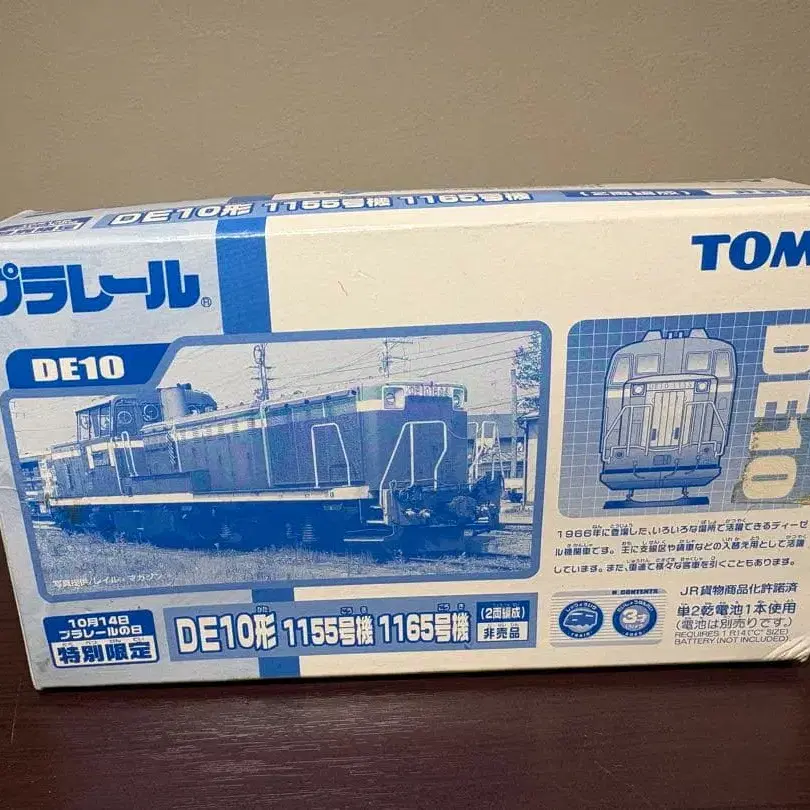 DE10形 1155号機 1165号機
(2両編成)
プラレール®
TOM
DE10
DE10
写真提供/レイル・マガジン
1966年に登場した、いろいろな場所で活躍できるディーゼ
ル機関車です。主に支線区や貨車などの入替え用として活躍
しています。また、重連で様々な客車を引くこともあります。
10月14日
プラレールの日
特別限定
DE10形 1155号機 1165号機
(2両編成)
非売品
CONTENTS
TRAIN
JR貨物商品化許諾済
単2乾電池1本使用
(電池は別売りです。)
REQUIRES 1 R14 ("C" SIZE)
BATTERY (NOT INCLUDED).